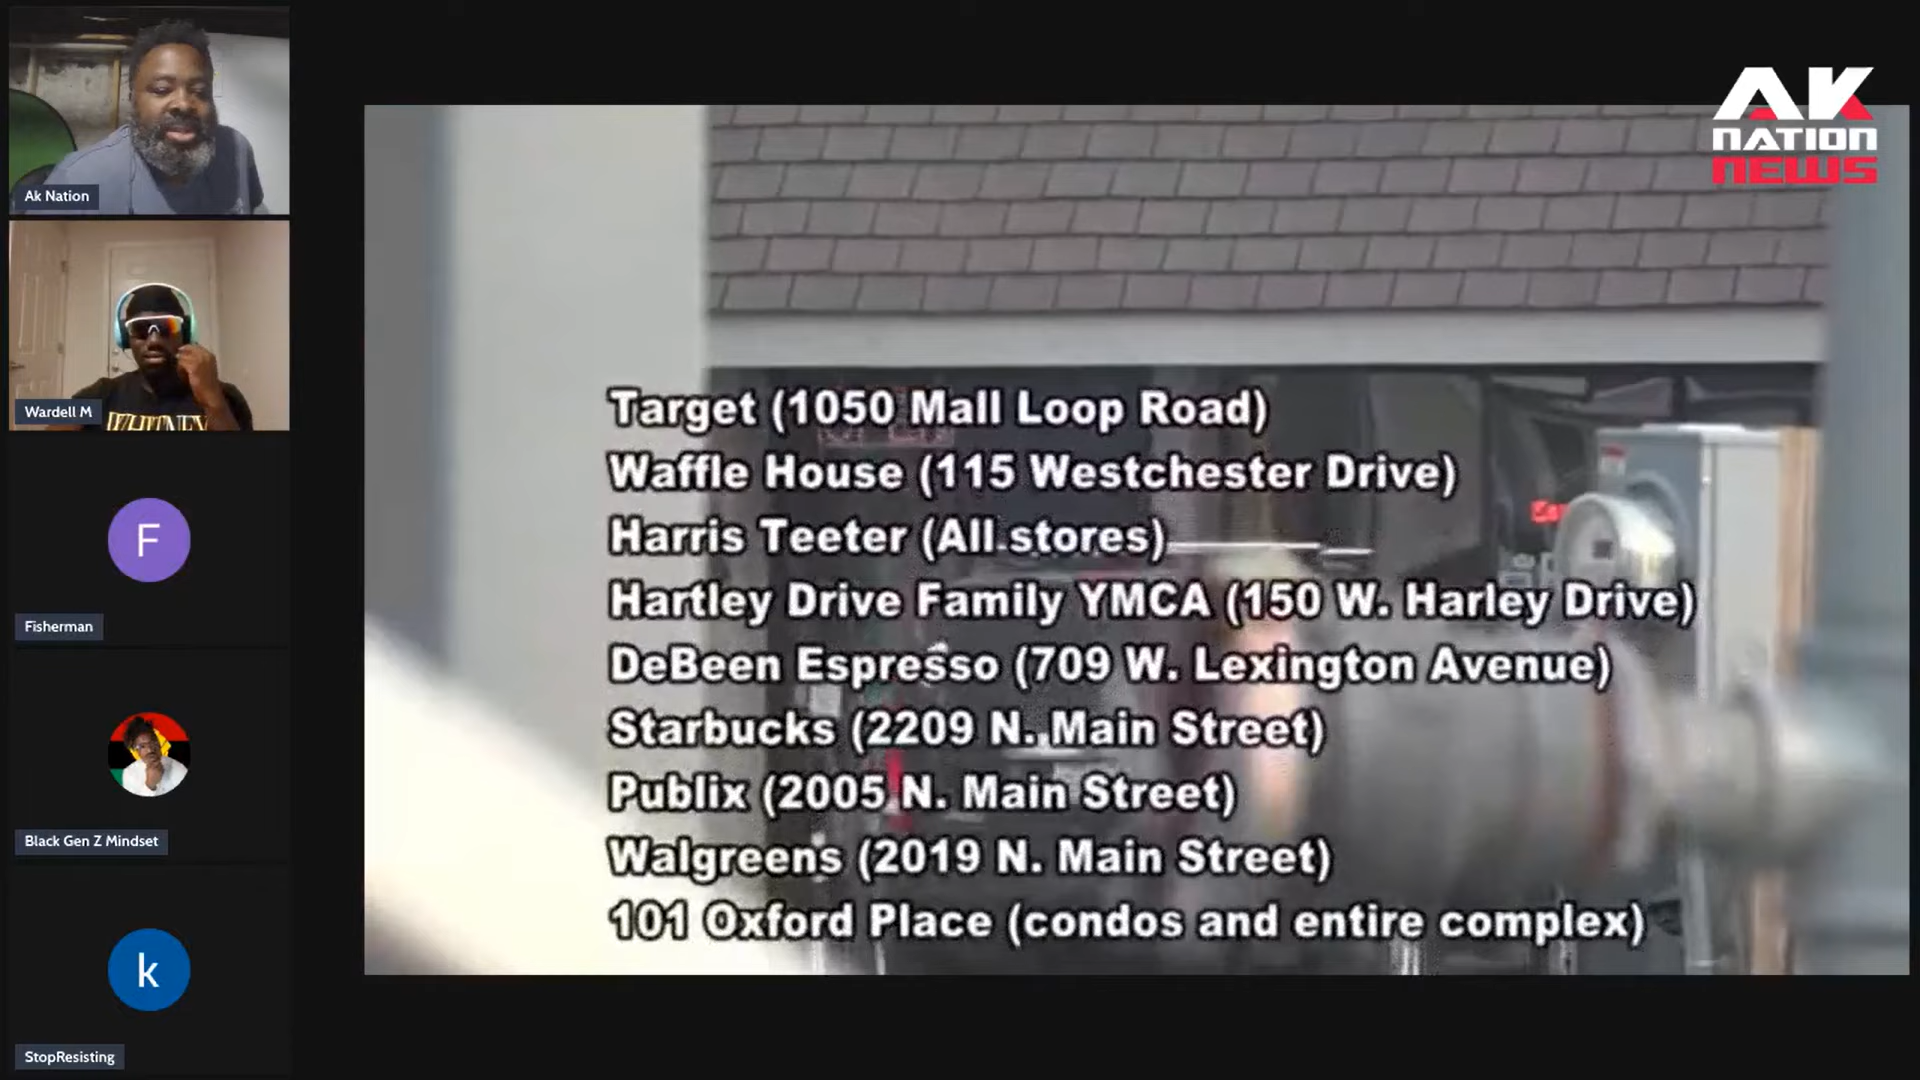 Ak Nation
Wardell M
WHITNEY
F
Fisherman
Black Gen Z Mindset
k
StopResisting
AK
NATION
NEWS
Target (1050 Mall Loop Road)
Waffle House (115 Westchester Drive)
Harris Teeter (All stores)
Hartley Drive Family YMCA (150 W. Harley Drive)
DeBeen Espresso (709 W. Lexington Avenue)
Starbucks (2209 N. Main Street)
Publix (2005 N. Main Street)
Walgreens (2019 N. Main Street)
101 Oxford Place (condos and entire complex)